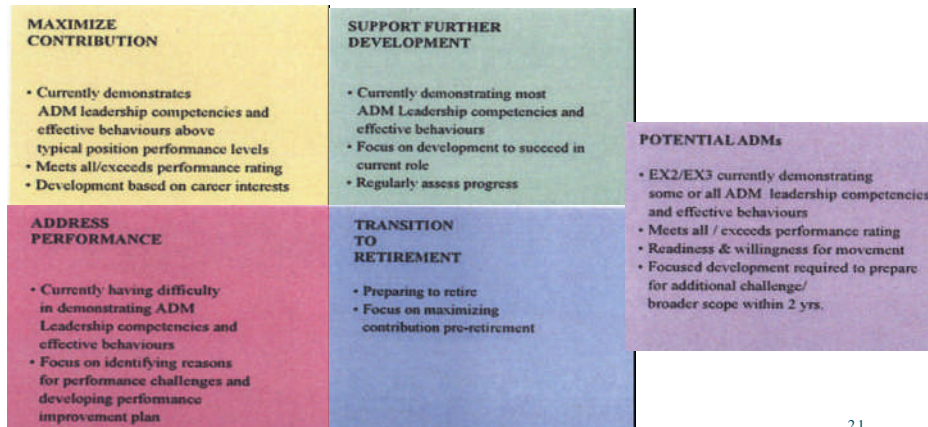 MAXIMIZE
CONTRIBUTION
• Currently demonstrates
ADM leadership competencies and
effective behaviours above
typical position performance levels
• Meets all/exceeds performance rating
• Development based on career interests
SUPPORT FURTHER
DEVELOPMENT
• Currently demonstrating most
ADM Leadership competencies and
effective behaviours
• Focus on development to succeed in
current role
• Regularly assess progress
ADDRESS
PERFORMANCE
• Currently having difficulty
in demonstrating ADM
Leadership competencies and
effective behaviours
• Focus on identifying reasons
for performance challenges and
developing performance
improvement plan
TRANSITION
TO
RETIREMENT
• Preparing to retire
• Focus on maximizing
contribution pre-retirement
POTENTIAL ADMs
• EX2/EX3 currently demonstrating
some or all ADM leadership competencies
and effective behaviours
• Meets all / exceeds performance rating
• Readiness & willingness for movement
• Focused development required to prepare
for additional challenge/
broader scope within 2 yrs.
21